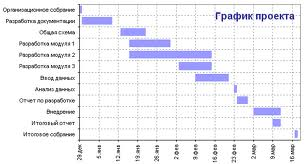 График проекта
Организационное собрание
Разработка документации
Общая схема
Разработка модуля 1
Разработка модуля 2
Разработка модуля 3
Ввод данных
Анализ данных
Отчет по разработке
Внедрение
Итоговый отчет
Итоговое собрание
29 дек
5 янв
12 янв
19 янв
26 янв
2 фев
9 фев
16 фев
23 фев
2 мар
9 мар
16 мар